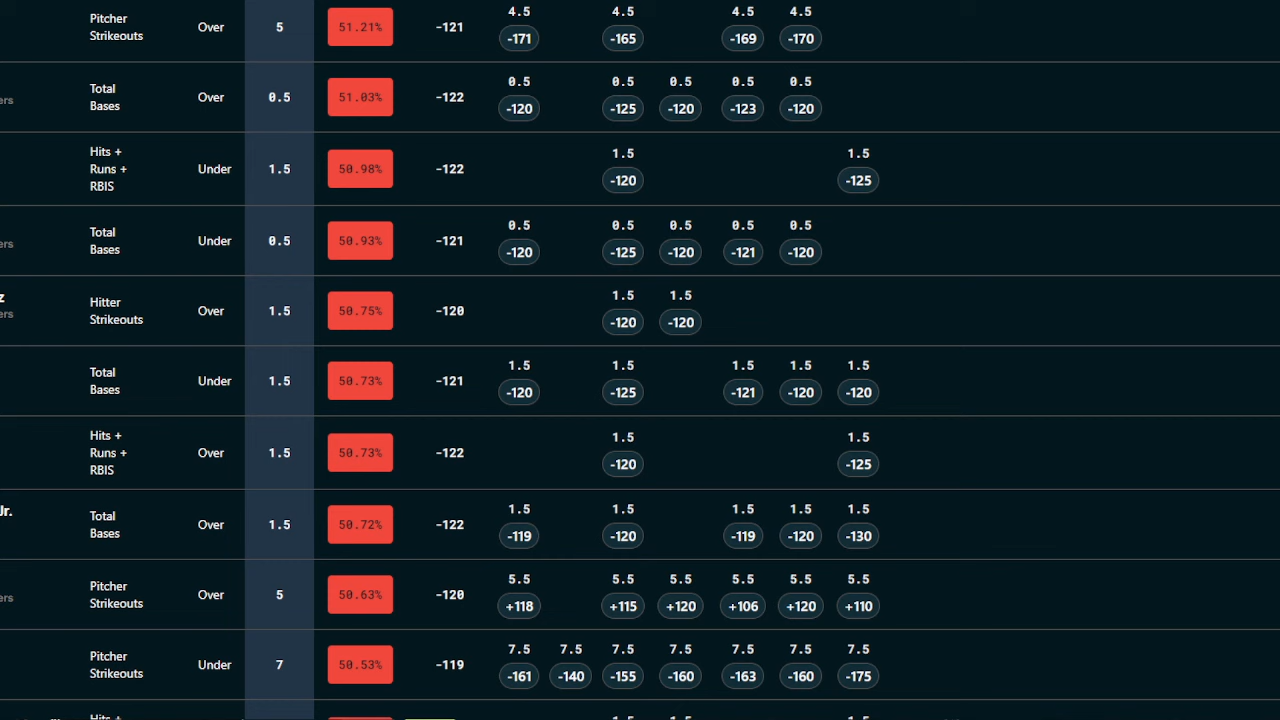 4.5 4.5 4.5 4.5
Pitcher Strikeouts Over 5 51.21% -121 -171 -165 -169 -170
0.5 0.5 0.5 0.5 0.5
ers Total Bases Over 0.5 51.03% -122 -120 -125 -120 -123 -120
1.5 1.5
Hits + Runs + RBIS Under 1.5 50.98% -122 -120 -125
0.5 0.5 0.5 0.5 0.5
ers Total Bases Under 0.5 50.93% -121 -120 -125 -120 -121 -120
z 1.5 1.5
ers Hitter Strikeouts Over 1.5 50.75% -120 -120 -120
1.5 1.5 1.5 1.5 1.5
Total Bases Under 1.5 50.73% -121 -120 -125 -121 -120 -120
1.5 1.5
Hits + Runs + RBIS Over 1.5 50.73% -122 -120 -125
Jr. 1.5 1.5 1.5 1.5 1.5
Total Bases Over 1.5 50.72% -122 -119 -120 -119 -120 -130
5.5 5.5 5.5 5.5 5.5 5.5
ers Pitcher Strikeouts Over 5 50.63% -120 +118 +115 +120 +106 +120 +110
7.5 7.5 7.5 7.5 7.5 7.5 7.5
Pitcher Strikeouts Under 7 50.53% -119 -161 -140 -155 -160 -163 -160 -175
Hits +